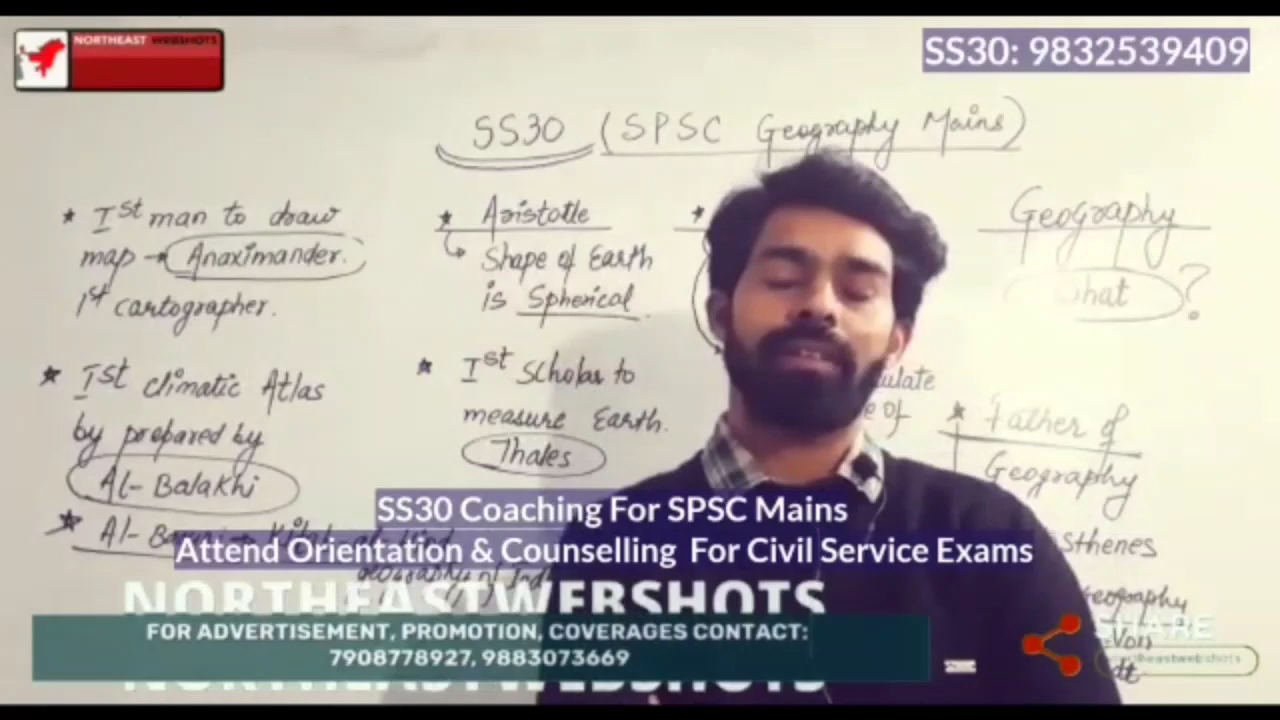 NORTHEAST WEBSHOTS
SS30: 9832539409
SS30 (SPSC Geography Mains)
* Ist man to draw
map → Anaximander.
1st cartographer.
* Ist climatic Atlas
by prepared by
Al-Balakhi
* Aristotle
Shape of Earth
is Spherical.
* Ist Scholar to
measure Earth.
Thales
Geography
What ?
* Father of
Geography
SS30 Coaching For SPSC Mains
Attend Orientation & Counselling For Civil Service Exams
NORTHEASTWEBSHOTS
FOR ADVERTISEMENT, PROMOTION, COVERAGES CONTACT:
7908778927, 9883073669
SHARE